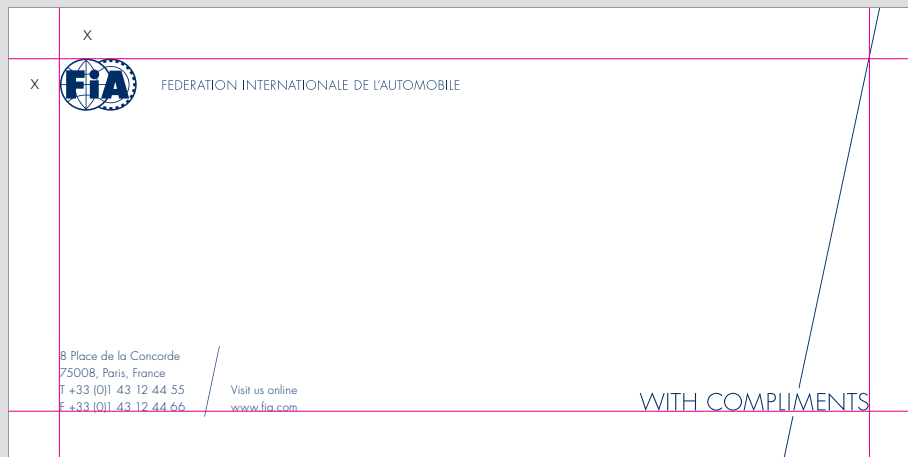 X
X
FiA
FEDERATION INTERNATIONALE DE L'AUTOMOBILE
8 Place de la Concorde
75008, Paris, France
T +33 (0)1 43 12 44 55
F +33 (0)1 43 12 44 66
Visit us online
www.fia.com
WITH COMPLIMENTS